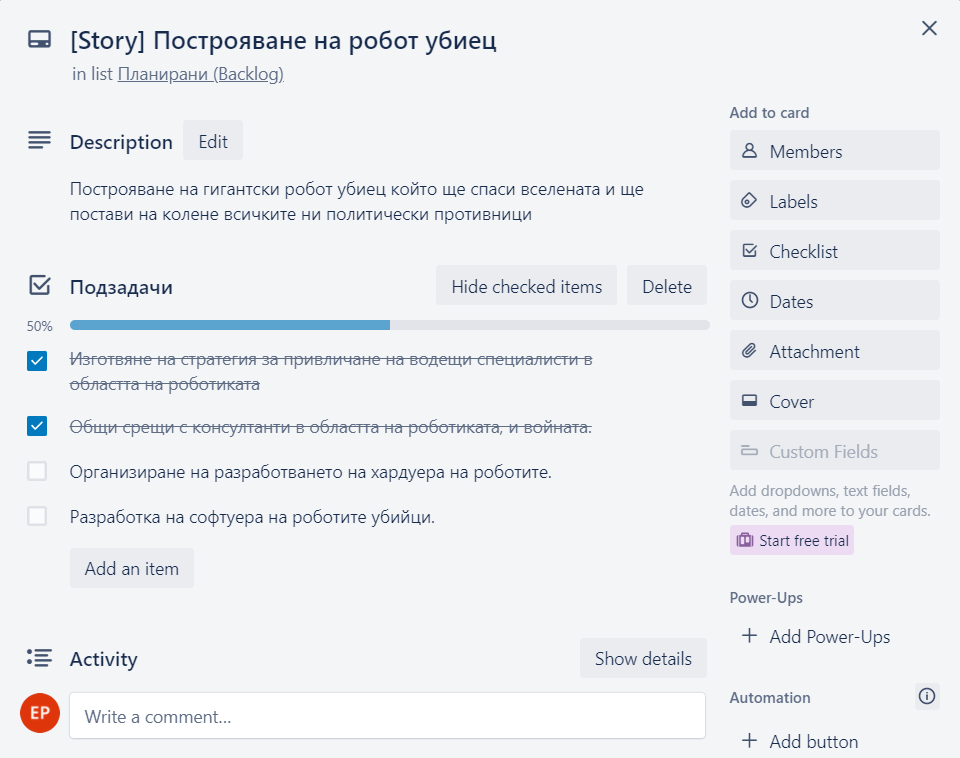 [Story] Построяване на робот убиец
in list Планирани (Backlog)
Description
Edit
Построяване на гигантски робот убиец който ще спаси вселената и ще
постави на колене всичките ни политически противници
Подзадачи
Hide checked items
Delete
50%
Изготвяне на стратегия за привличане на водещи специалисти в
областта на роботиката
Общи срещи с консултанти в областта на роботиката, и войната.
Организиране на разработването на хардуера на роботите.
Разработка на софтуера на роботите убийци.
Add an item
Activity
Show details
EP
Write a comment...
Add to card
Members
Labels
Checklist
Dates
Attachment
Cover
Custom Fields
Add dropdowns, text fields,
dates, and more to your cards.
Start free trial
Power-Ups
Add Power-Ups
Automation
Add button